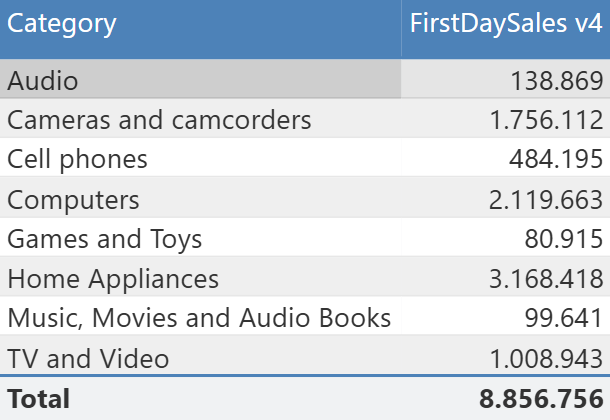 Category FirstDaySales v4
Audio 138.869
Cameras and camcorders 1.756.112
Cell phones 484.195
Computers 2.119.663
Games and Toys 80.915
Home Appliances 3.168.418
Music, Movies and Audio Books 99.641
TV and Video 1.008.943
Total 8.856.756